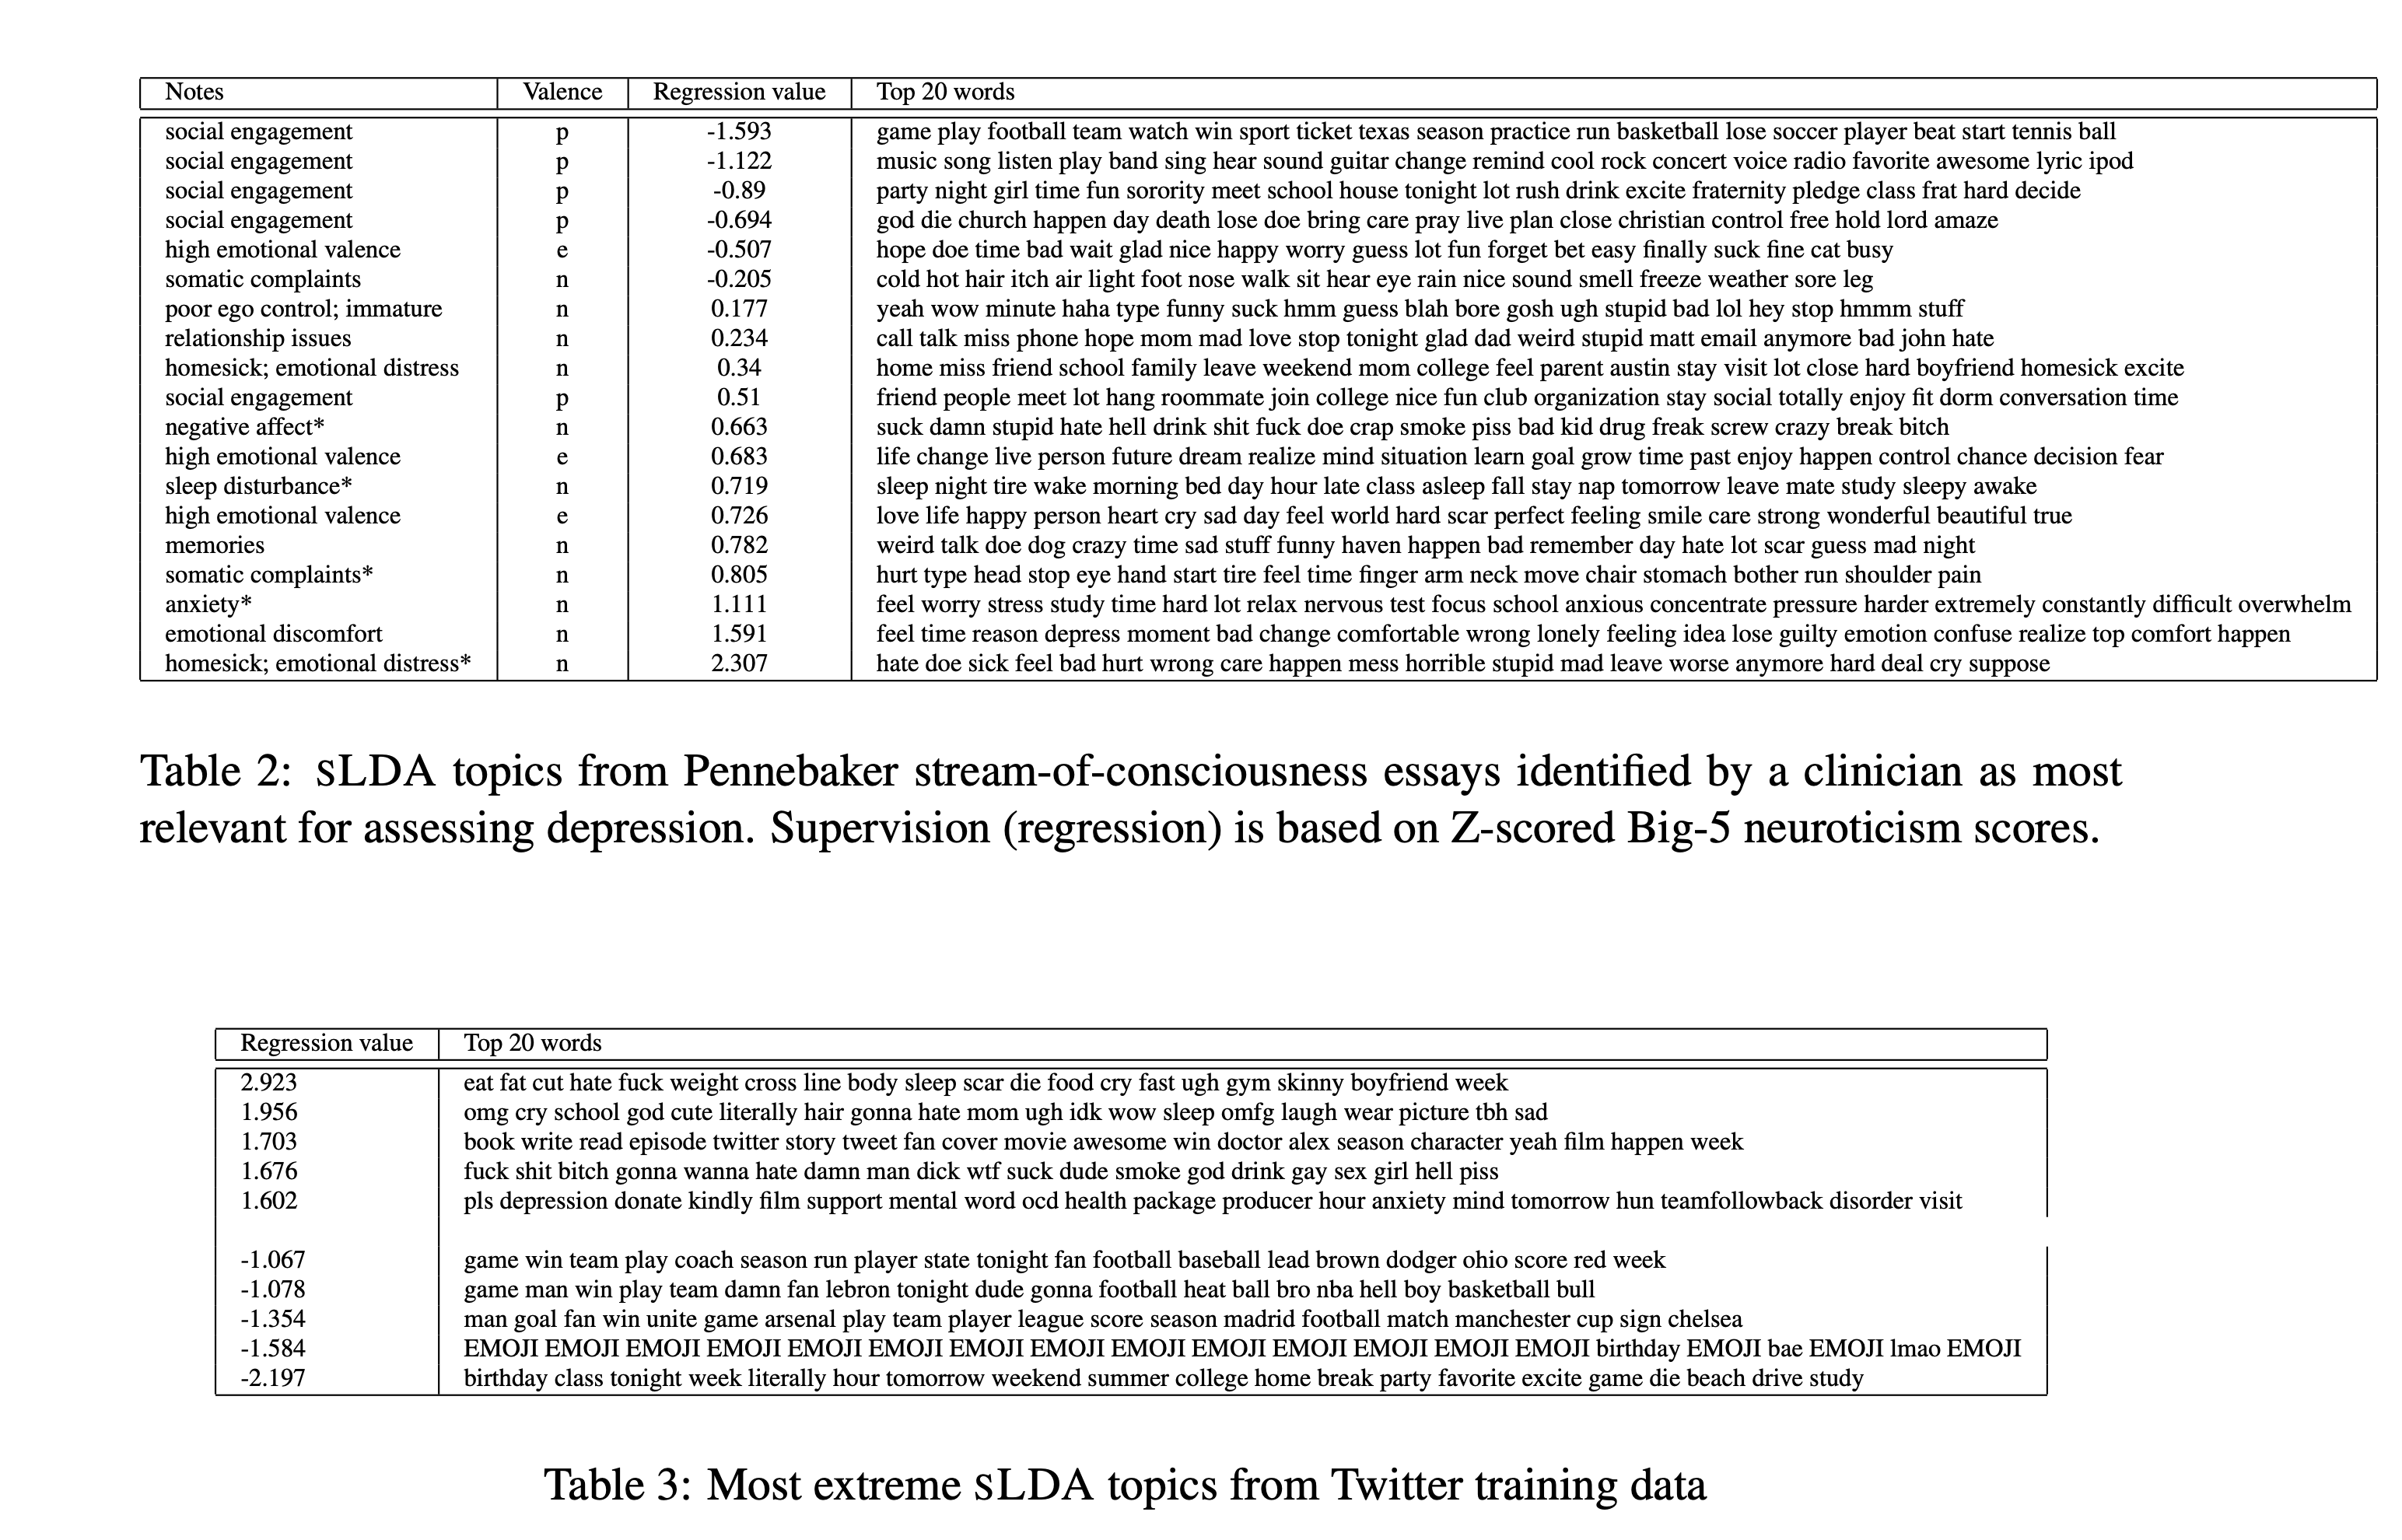 Notes Valence Regression value Top 20 words
social engagement p -1.593 game play football team watch win sport ticket texas season practice run basketball lose soccer player beat start tennis ball
social engagement p -1.122 music song listen play band sing hear sound guitar change remind cool rock concert voice radio favorite awesome lyric ipod
social engagement p -0.89 party night girl time fun sorority meet school house tonight lot rush drink excite fraternity pledge class frat hard decide
social engagement p -0.694 god die church happen day death lose doe bring care pray live plan close christian control free hold lord amaze
high emotional valence e -0.507 hope doe time bad wait glad nice happy worry guess lot fun forget bet easy finally suck fine cat busy
somatic complaints n -0.205 cold hot hair itch air light foot nose walk sit hear eye rain nice sound smell freeze weather sore leg
poor ego control; immature n 0.177 yeah wow minute haha type funny suck hmm guess blah bore gosh ugh stupid bad lol hey stop hmmm stuff
relationship issues n 0.234 call talk miss phone hope mom mad love stop tonight glad dad weird stupid matt email anymore bad john hate
homesick; emotional distress n 0.34 home miss friend school family leave weekend mom college feel parent austin stay visit lot close hard boyfriend homesick excite
social engagement p 0.51 friend people meet lot hang roommate join college nice fun club organization stay social totally enjoy fit dorm conversation time
negative affect* n 0.663 suck damn stupid hate hell drink shit fuck doe crap smoke piss bad kid drug freak screw crazy break bitch
high emotional valence e 0.683 life change live person future dream realize mind situation learn goal grow time past enjoy happen control chance decision fear
sleep disturbance* n 0.719 sleep night tire wake morning bed day hour late class asleep fall stay nap tomorrow leave mate study sleepy awake
high emotional valence e 0.726 love life happy person heart cry sad day feel world hard scar perfect feeling smile care strong wonderful beautiful true
memories n 0.782 weird talk doe dog crazy time sad stuff funny haven happen bad remember day hate lot scar guess mad night
somatic complaints* n 0.805 hurt type head stop eye hand start tire feel time finger arm neck move chair stomach bother run shoulder pain
anxiety* n 1.111 feel worry stress study time hard lot relax nervous test focus school anxious concentrate pressure harder extremely constantly difficult overwhelm
emotional discomfort n 1.591 feel time reason depress moment bad change comfortable wrong lonely feeling idea lose guilty emotion confuse realize top comfort happen
homesick; emotional distress* n 2.307 hate doe sick feel bad hurt wrong care happen mess horrible stupid mad leave worse anymore hard deal cry suppose
Table 2: SLDA topics from Pennebaker stream-of-consciousness essays identified by a clinician as most
relevant for assessing depression. Supervision (regression) is based on Z-scored Big-5 neuroticism scores.
Regression value Top 20 words
2.923 eat fat cut hate fuck weight cross line body sleep scar die food cry fast ugh gym skinny boyfriend week
1.956 omg cry school god cute literally hair gonna hate mom ugh idk wow sleep omfg laugh wear picture tbh sad
1.703 book write read episode twitter story tweet fan cover movie awesome win doctor alex season character yeah film happen week
1.676 fuck shit bitch gonna wanna hate damn man dick wtf suck dude smoke god drink gay sex girl hell piss
1.602 pls depression donate kindly film support mental word ocd health package producer hour anxiety mind tomorrow hun teamfollowback disorder visit
-1.067 game win team play coach season run player state tonight fan football baseball lead brown dodger ohio score red week
-1.078 game man win play team damn fan lebron tonight dude gonna football heat ball bro nba hell boy basketball bull
-1.354 man goal fan win unite game arsenal play team player league score season madrid football match manchester cup sign chelsea
-1.584 EMOJI EMOJI EMOJI EMOJI EMOJI EMOJI EMOJI EMOJI EMOJI EMOJI EMOJI EMOJI EMOJI EMOJI birthday EMOJI bae EMOJI lmao EMOJI
-2.197 birthday class tonight week literally hour tomorrow weekend summer college home break party favorite excite game die beach drive study
Table 3: Most extreme SLDA topics from Twitter training data